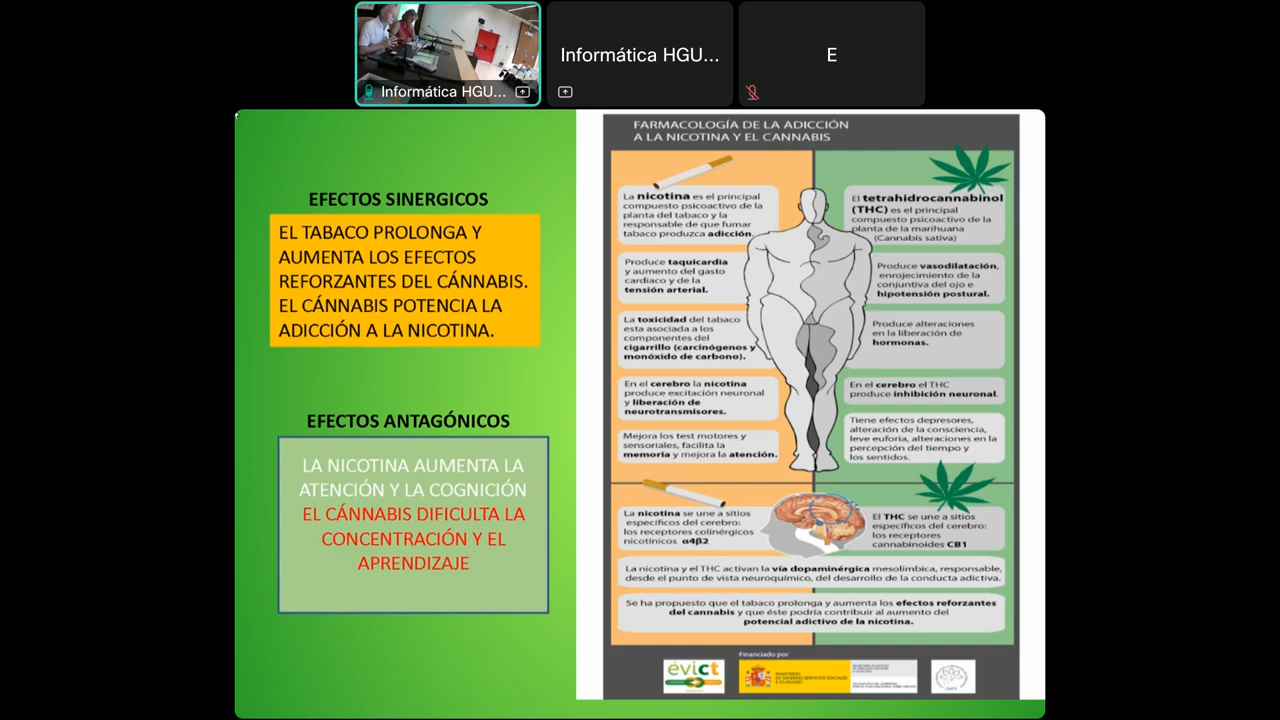 Informática HGU...
Informática HGU...
E
EFECTOS SINERGICOS
EL TABACO PROLONGA Y
AUMENTA LOS EFECTOS
REFORZANTES DEL CÁNNABIS.
EL CÁNNABIS POTENCIA LA
ADICCIÓN A LA NICOTINA.
EFECTOS ANTAGÓNICOS
LA NICOTINA AUMENTA LA
ATENCIÓN Y LA COGNICIÓN
EL CÁNNABIS DIFICULTA LA
CONCENTRACIÓN Y EL
APRENDIZAJE
FARMACOLOGÍA DE LA ADICCIÓN
A LA NICOTINA Y EL CANNABIS
La nicotina es el principal
compuesto psicoactivo de la
planta del tabaco y la
responsable de que fumar
tabaco produzca adicción.
El tetrahidrocannabinol
(THC) es el principal
compuesto psicoactivo de la
planta de la marihuana
(Cannabis sativa)
Produce taquicardia
y aumento del gasto
cardiaco y de la
tensión arterial.
Produce vasodilatación,
enrojecimiento de la
conjuntiva del ojo e
hipotensión postural.
La toxicidad del tabaco
esta asociada a los
componentes del
cigarrillo (carcinógenos y
monóxido de carbono).
Produce alteraciones
en la liberación de
hormonas.
En el cerebro la nicotina
produce excitación neuronal
y liberación de
neurotransmisores.
En el cerebro el THC
produce inhibición neuronal.
Mejora los test motores y
sensoriales, facilita la
memoria y mejora la atención.
Tiene efectos depresores,
alteración de la consciencia,
leve euforia, alteraciones en la
percepción del tiempo y
los sentidos.
La nicotina se une a sitios
específicos del cerebro:
los receptores colinérgicos
nicotínicos α4β2
El THC se une a sitios
específicos del cerebro:
los receptores
cannabinoides CB1
La nicotina y el THC activan la vía dopaminérgica mesolímbica, responsable,
desde el punto de vista neuroquímico, del desarrollo de la conducta adictiva.
Se ha propuesto que el tabaco prolonga y aumenta los efectos reforzantes
del cannabis y que éste podría contribuir al aumento del
potencial adictivo de la nicotina.
Financiado por
évict
MINISTERIO
DE SANIDAD, SERVICIOS SOCIALES
E IGUALDAD